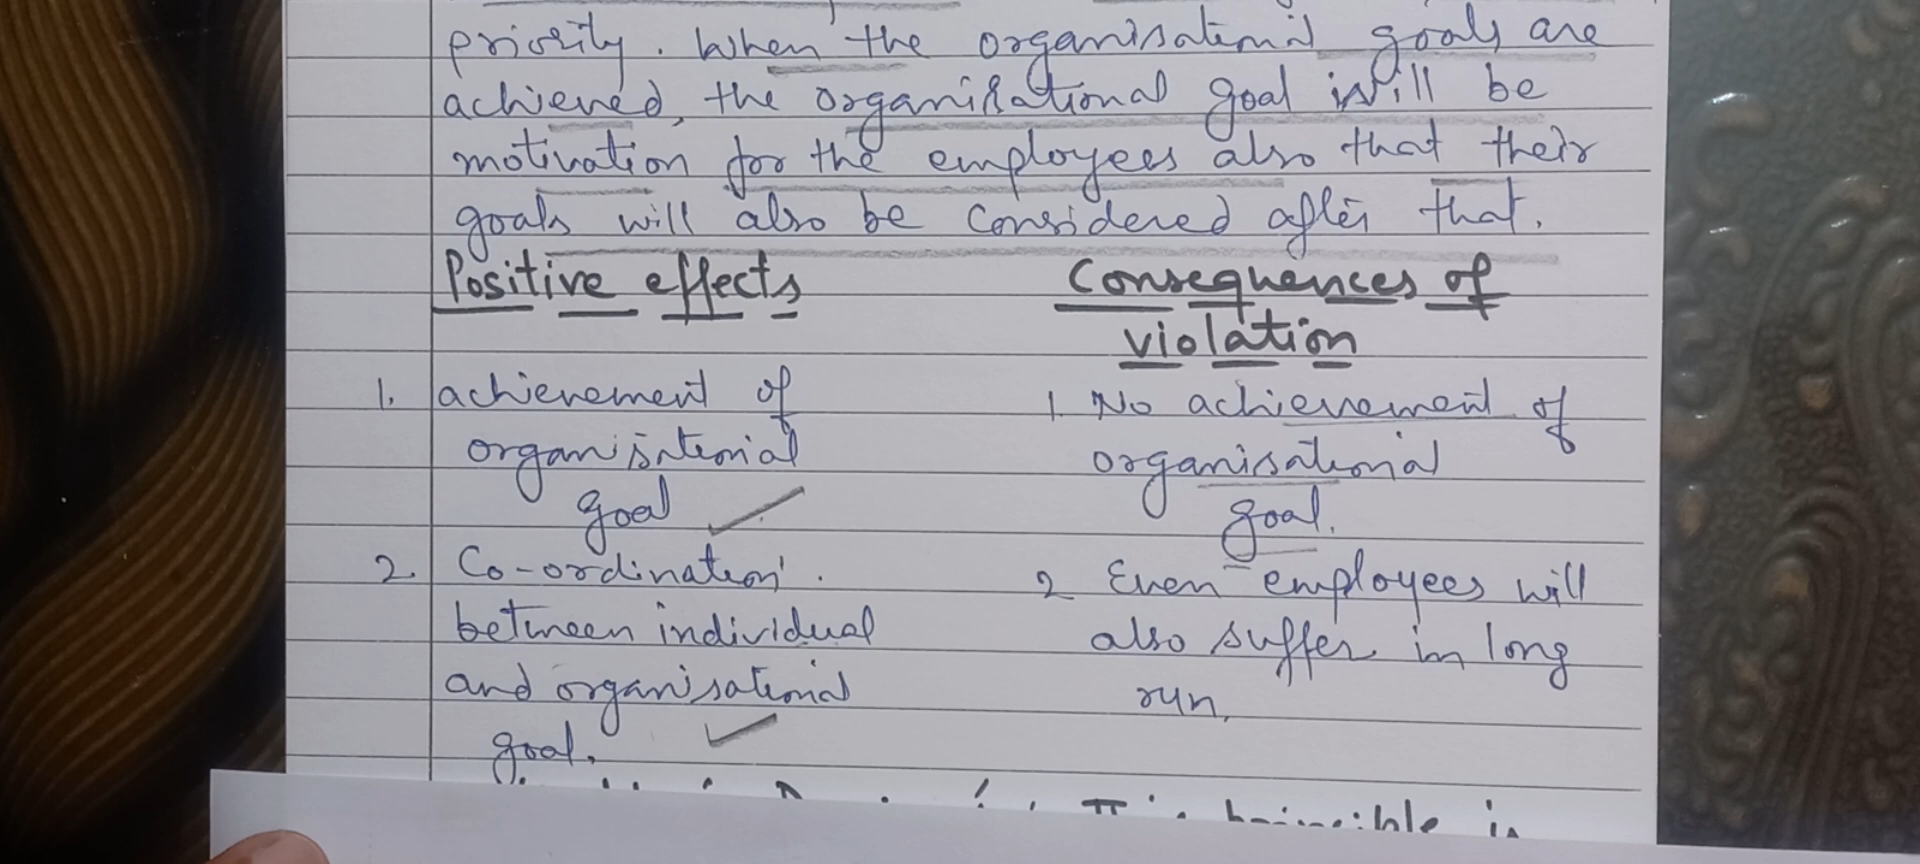 priority. When the organisational goals are
achieved, the organisational goal will be
motivation for the employees also that their
goals will also be considered after that.
Positive effects
Consequences of
violation
1. achievement of
organisational
goal
2. Co-ordination
between individual
and organisational
goal.
1. No achievement of
organisational
goal.
2 Even employees will
also suffer in long
run.
principle is